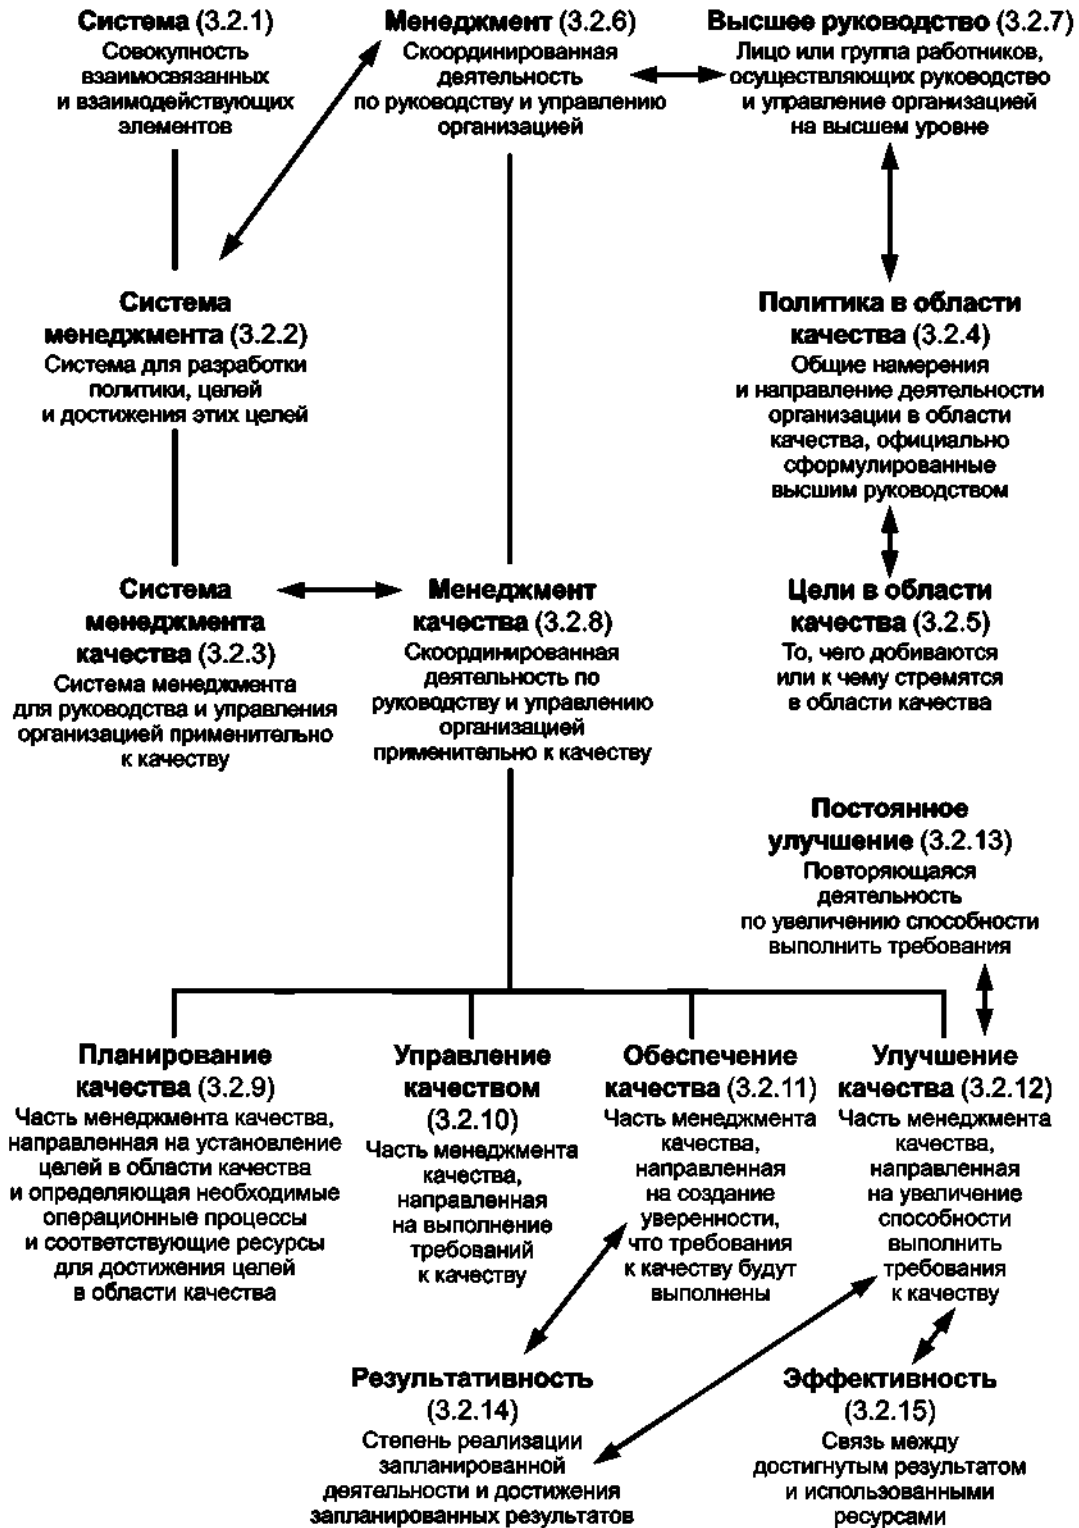 Система (3.2.1)
Совокупность
взаимосвязанных
и взаимодействующих
элементов
Менеджмент (3.2.6)
Скоординированная
деятельность
по руководству и управлению
организацией
Высшее руководство (3.2.7)
Лицо или группа работников,
осуществляющих руководство
и управление организацией
на высшем уровне
Система
менеджмента (3.2.2)
Система для разработки
политики, целей
и достижения этих целей
Политика в области
качества (3.2.4)
Общие намерения
и направление деятельности
организации в области
качества, официально
сформулированные
высшим руководством
Система
менеджмента
качества (3.2.3)
Система менеджмента
для руководства и управления
организацией применительно
к качеству
Менеджмент
качества (3.2.8)
Скоординированная
деятельность по
руководству и управлению
организацией
применительно к качеству
Цели в области
качества (3.2.5)
То, чего добиваются
или к чему стремятся
в области качества
Постоянное
улучшение (3.2.13)
Повторяющаяся
деятельность
по увеличению способности
выполнить требования
Планирование
качества (3.2.9)
Часть менеджмента качества,
направленная на установление
целей в области качества
и определяющая необходимые
операционные процессы
и соответствующие ресурсы
для достижения целей
в области качества
Управление
качеством
(3.2.10)
Часть менеджмента
качества,
направленная
на выполнение
требований
к качеству
Обеспечение
качества (3.2.11)
Часть менеджмента
качества,
направленная
на создание
уверенности,
что требования
к качеству будут
выполнены
Улучшение
качества (3.2.12)
Часть менеджмента
качества,
направленная
на увеличение
способности
выполнить
требования
к качеству
Результативность
(3.2.14)
Степень реализации
запланированной
деятельности и достижения
запланированных результатов
Эффективность
(3.2.15)
Связь между
достигнутым результатом
и использованными
ресурсами